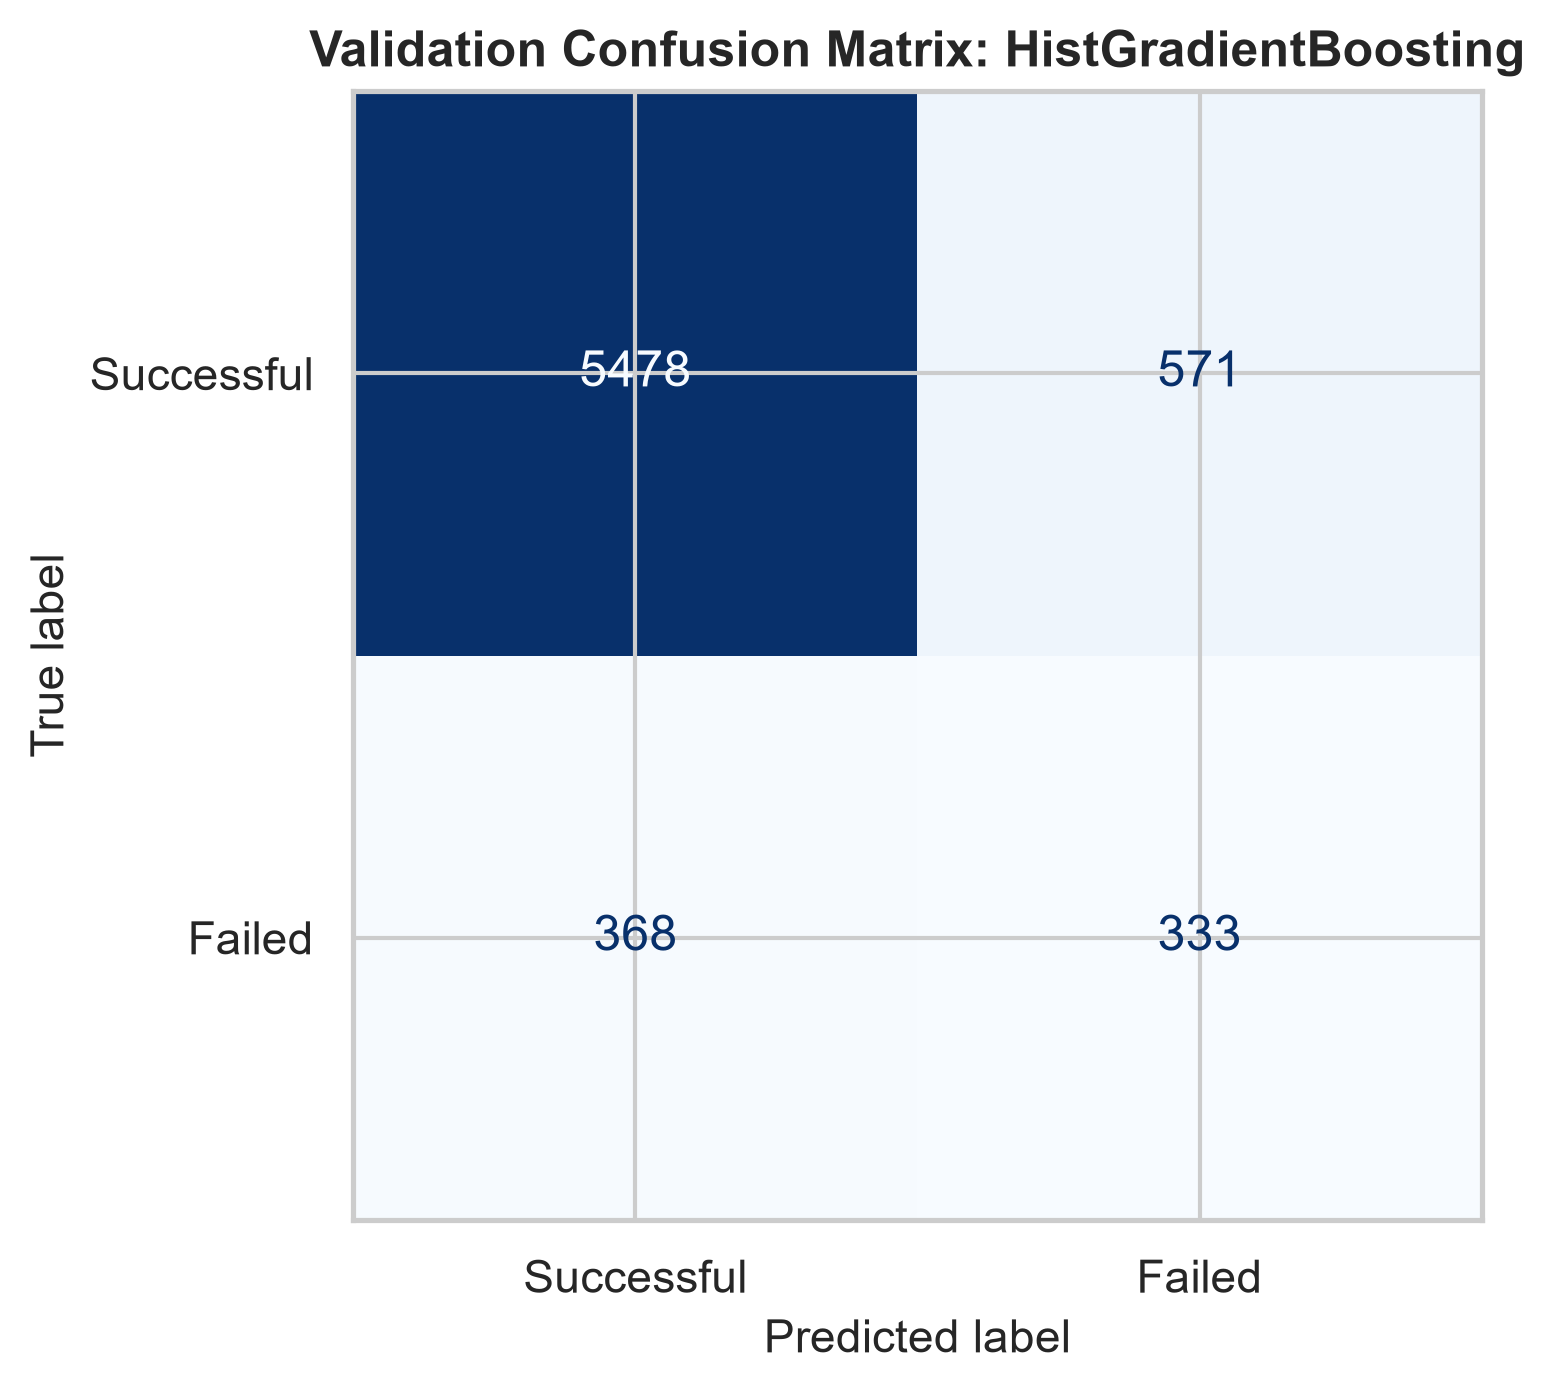 Validation Confusion Matrix: HistGradientBoosting
Successful
5478
571
True label
Failed
368
333
Successful
Failed
Predicted label